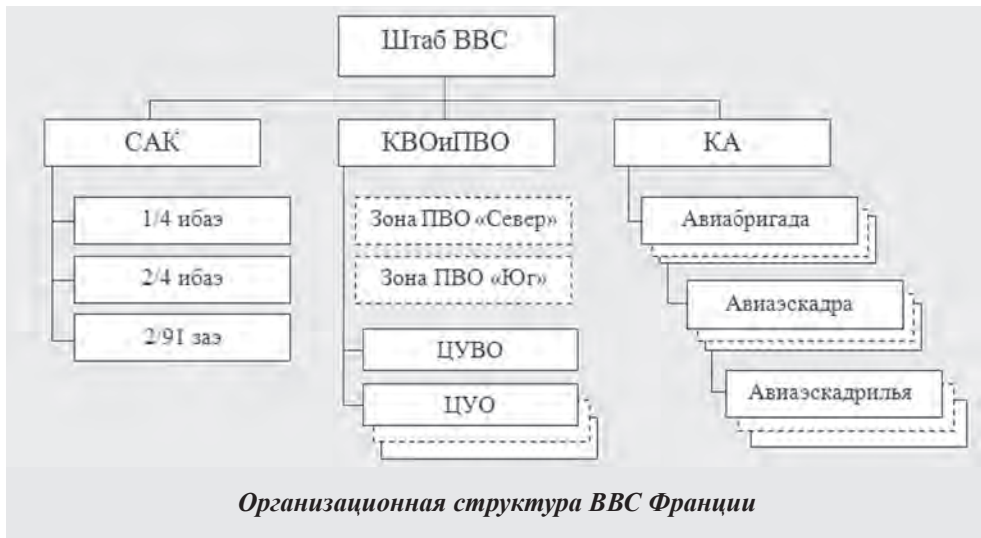 Штаб ВВС
САК
КВОиПВО
КА
1/4 ибаэ
2/4 ибаэ
2/91 заэ
Зона ПВО «Север»
Зона ПВО «Юг»
ЦУВО
ЦУО
Авиабригада
Авиаэскадра
Авиаэскадрилья
Организационная структура ВВС Франции